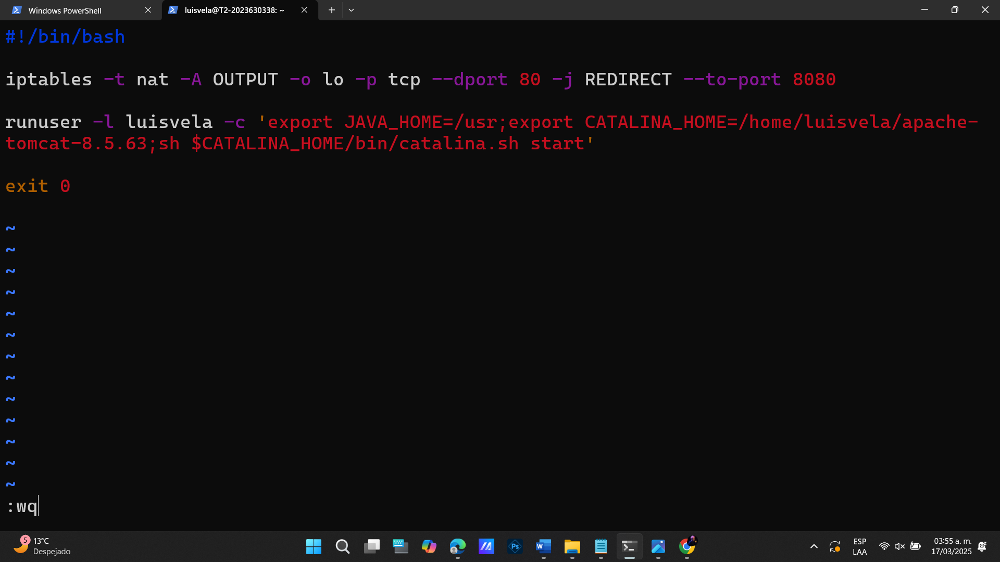 Windows PowerShell
luisvela@T2-2023630338: ~
#!/bin/bash
iptables -t nat -A OUTPUT -o lo -p tcp --dport 80 -j REDIRECT --to-port 8080
runuser -l luisvela -c 'export JAVA_HOME=/usr;export CATALINA_HOME=/home/luisvela/apache-
tomcat-8.5.63;sh $CATALINA_HOME/bin/catalina.sh start'
exit 0
~
~
~
~
~
~
~
~
~
~
~
~
~
:wq
5
13°C
Despejado
Ps
W
ESP
LAA
03:55 a. m.
17/03/2025